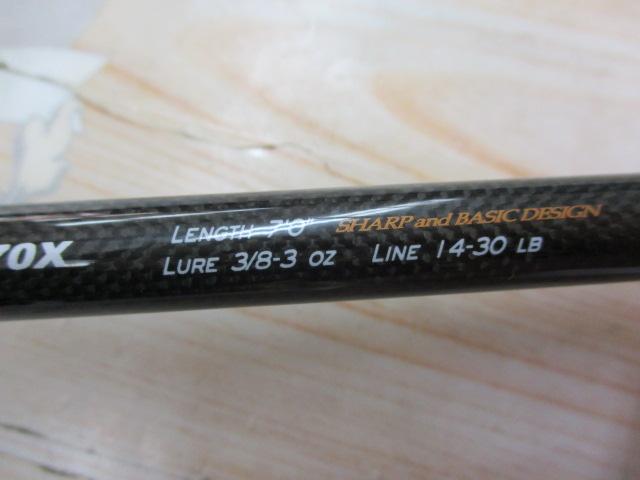 LENGTH 7'0" SHARP and BASIC DESIGN
70X LURE 3/8-3 OZ LINE 14-30 LB